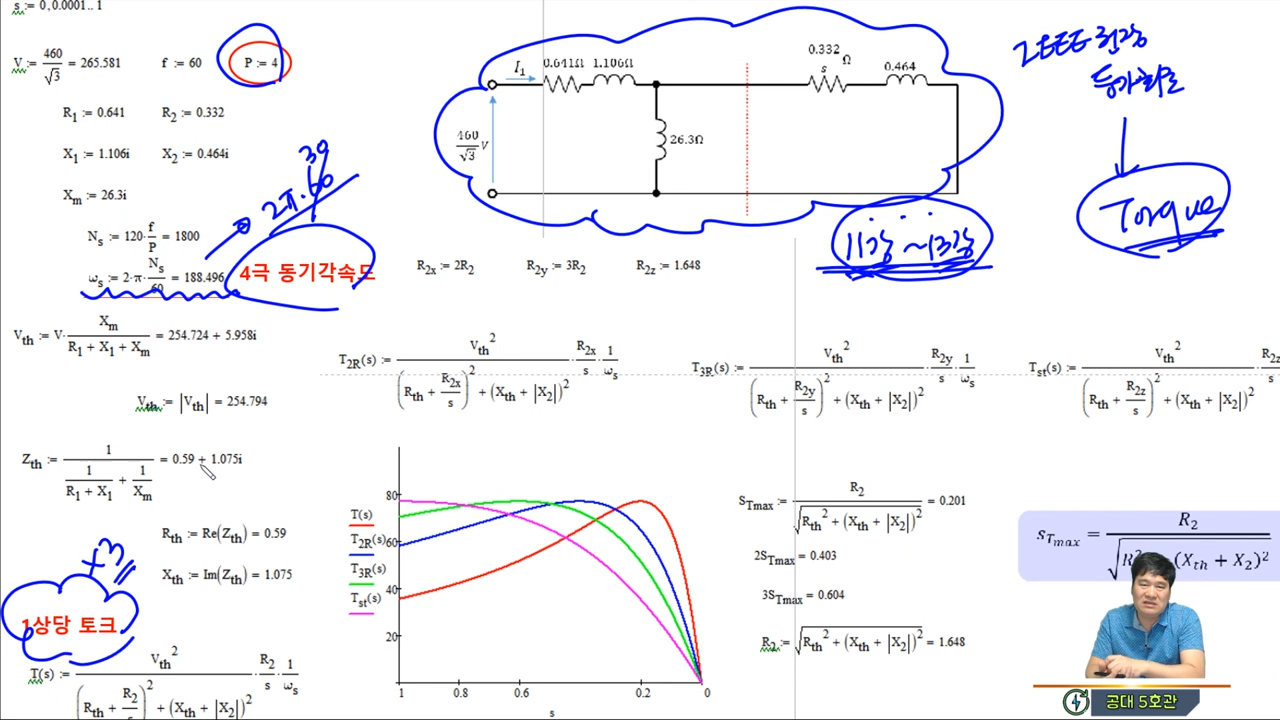 s := 0, 0.0001 .. 1
V := 460/√3 = 265.581
f := 60
P := 4
R1 := 0.641
R2 := 0.332
X1 := 1.106i
X2 := 0.464i
Xm := 26.3i
Ns := 120·f/P = 1800
ωs := 2·π·Ns/60 = 188.496
4극 동기각속도
2π·60
I1
0.641Ω
1.106Ω
0.332/s Ω
0.464
460/√3 V
26.3Ω
IEEE 권장
등가회로
Torque
11강~13강
R2x := 2R2
R2y := 3R2
R2z := 1.648
Vth := V·Xm/(R1 + X1 + Xm) = 254.724 + 5.958i
Vth := |Vth| = 254.794
Zth := 1/(1/(R1 + X1) + 1/Xm) = 0.59 + 1.075i
Rth := Re(Zth) = 0.59
Xth := Im(Zth) = 1.075
×3
1상당 토크
T(s) := Vth²/((Rth + R2/s)² + (Xth + |X2|)²)·R2/s·1/ωs
T2R(s) := Vth²/((Rth + R2x/s)² + (Xth + |X2|)²)·R2x/s·1/ωs
T3R(s) := Vth²/((Rth + R2y/s)² + (Xth + |X2|)²)·R2y/s·1/ωs
Tst(s) := Vth²/((Rth + R2z/s)² + (Xth + |X2|)²)·R2z/s
T(s)
T2R(s)
T3R(s)
Tst(s)
80
60
40
20
1
0.8
0.6
0.4
0.2
0
s
STmax := R2/√(Rth² + (Xth + |X2|)²) = 0.201
2STmax = 0.403
3STmax = 0.604
R2 := √(Rth² + (Xth + |X2|)²) = 1.648
sTmax = R2/√(R² (Xth + X2)²)
공대 5호관